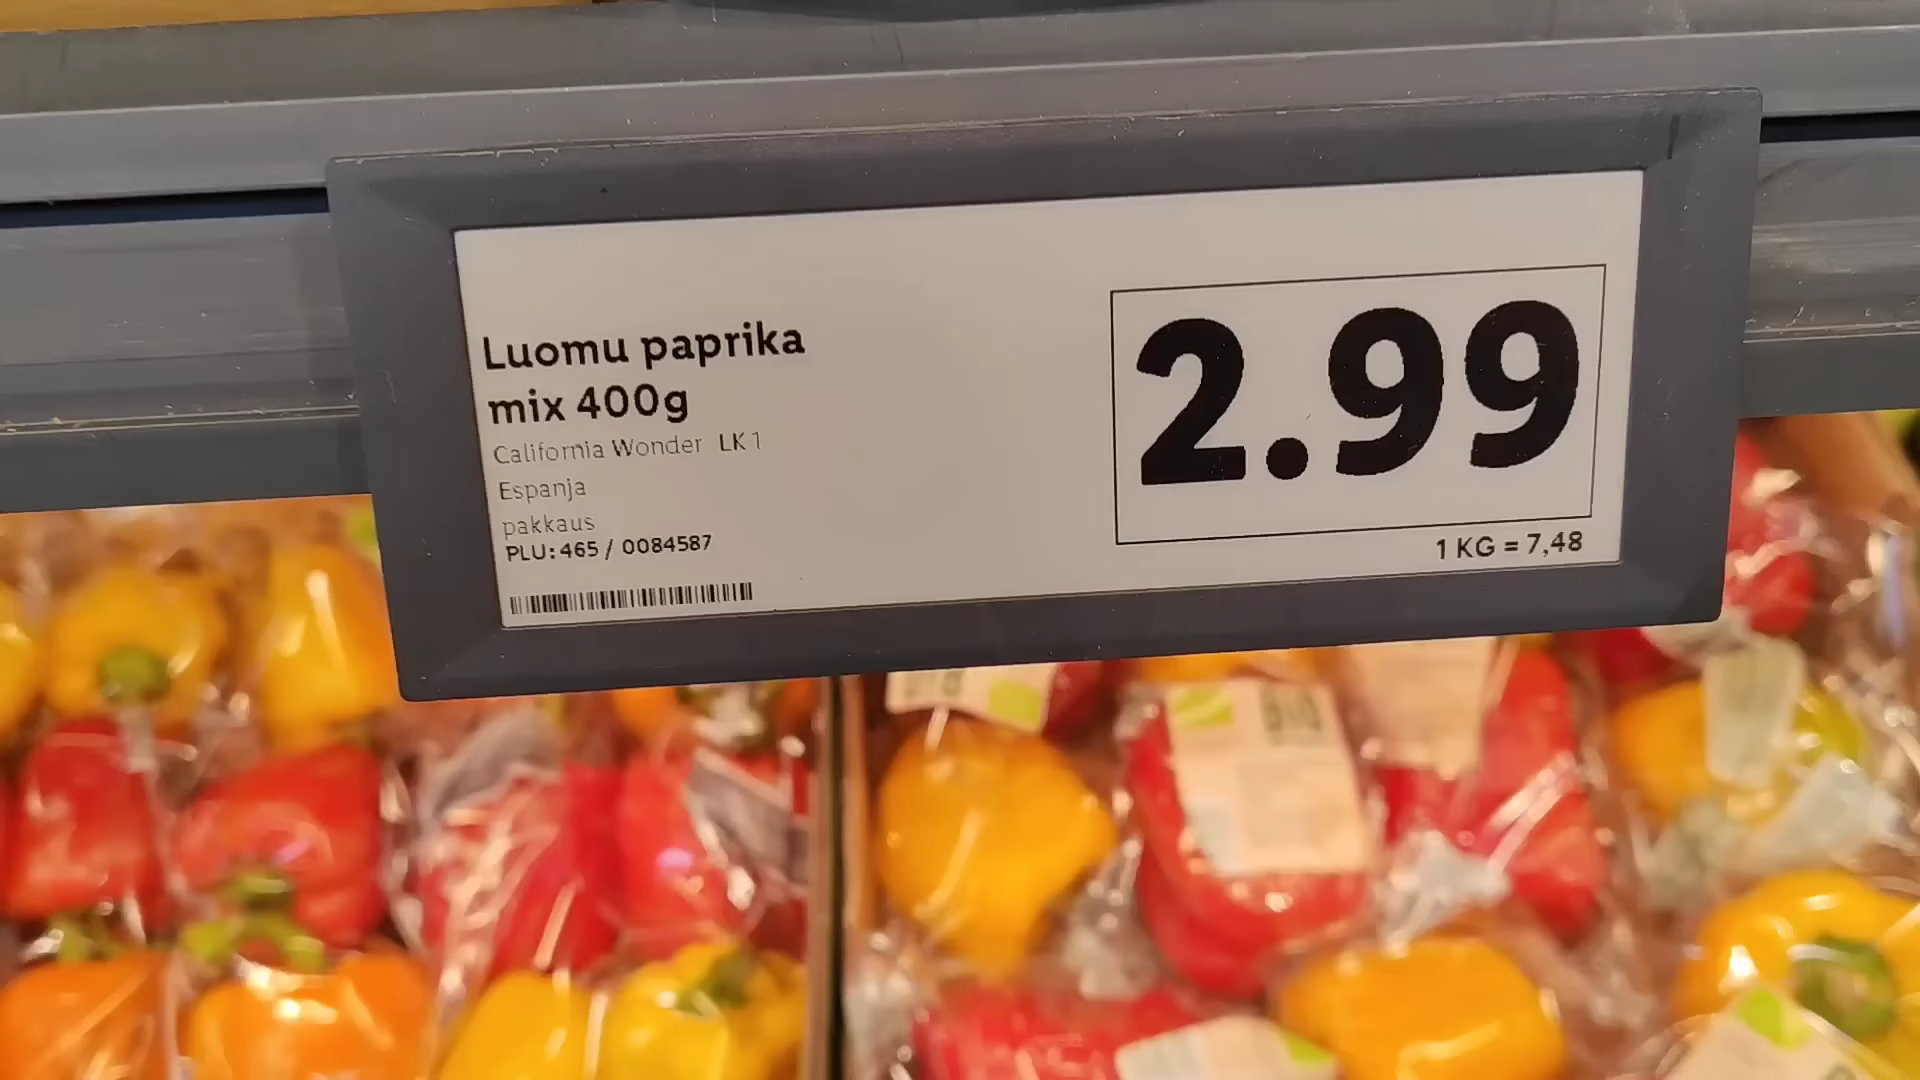 Luomu paprika
mix 400g
California Wonder LK 1
Espanja
pakkaus
PLU: 465 / 0084587
2.99
1 KG = 7,48
BIO